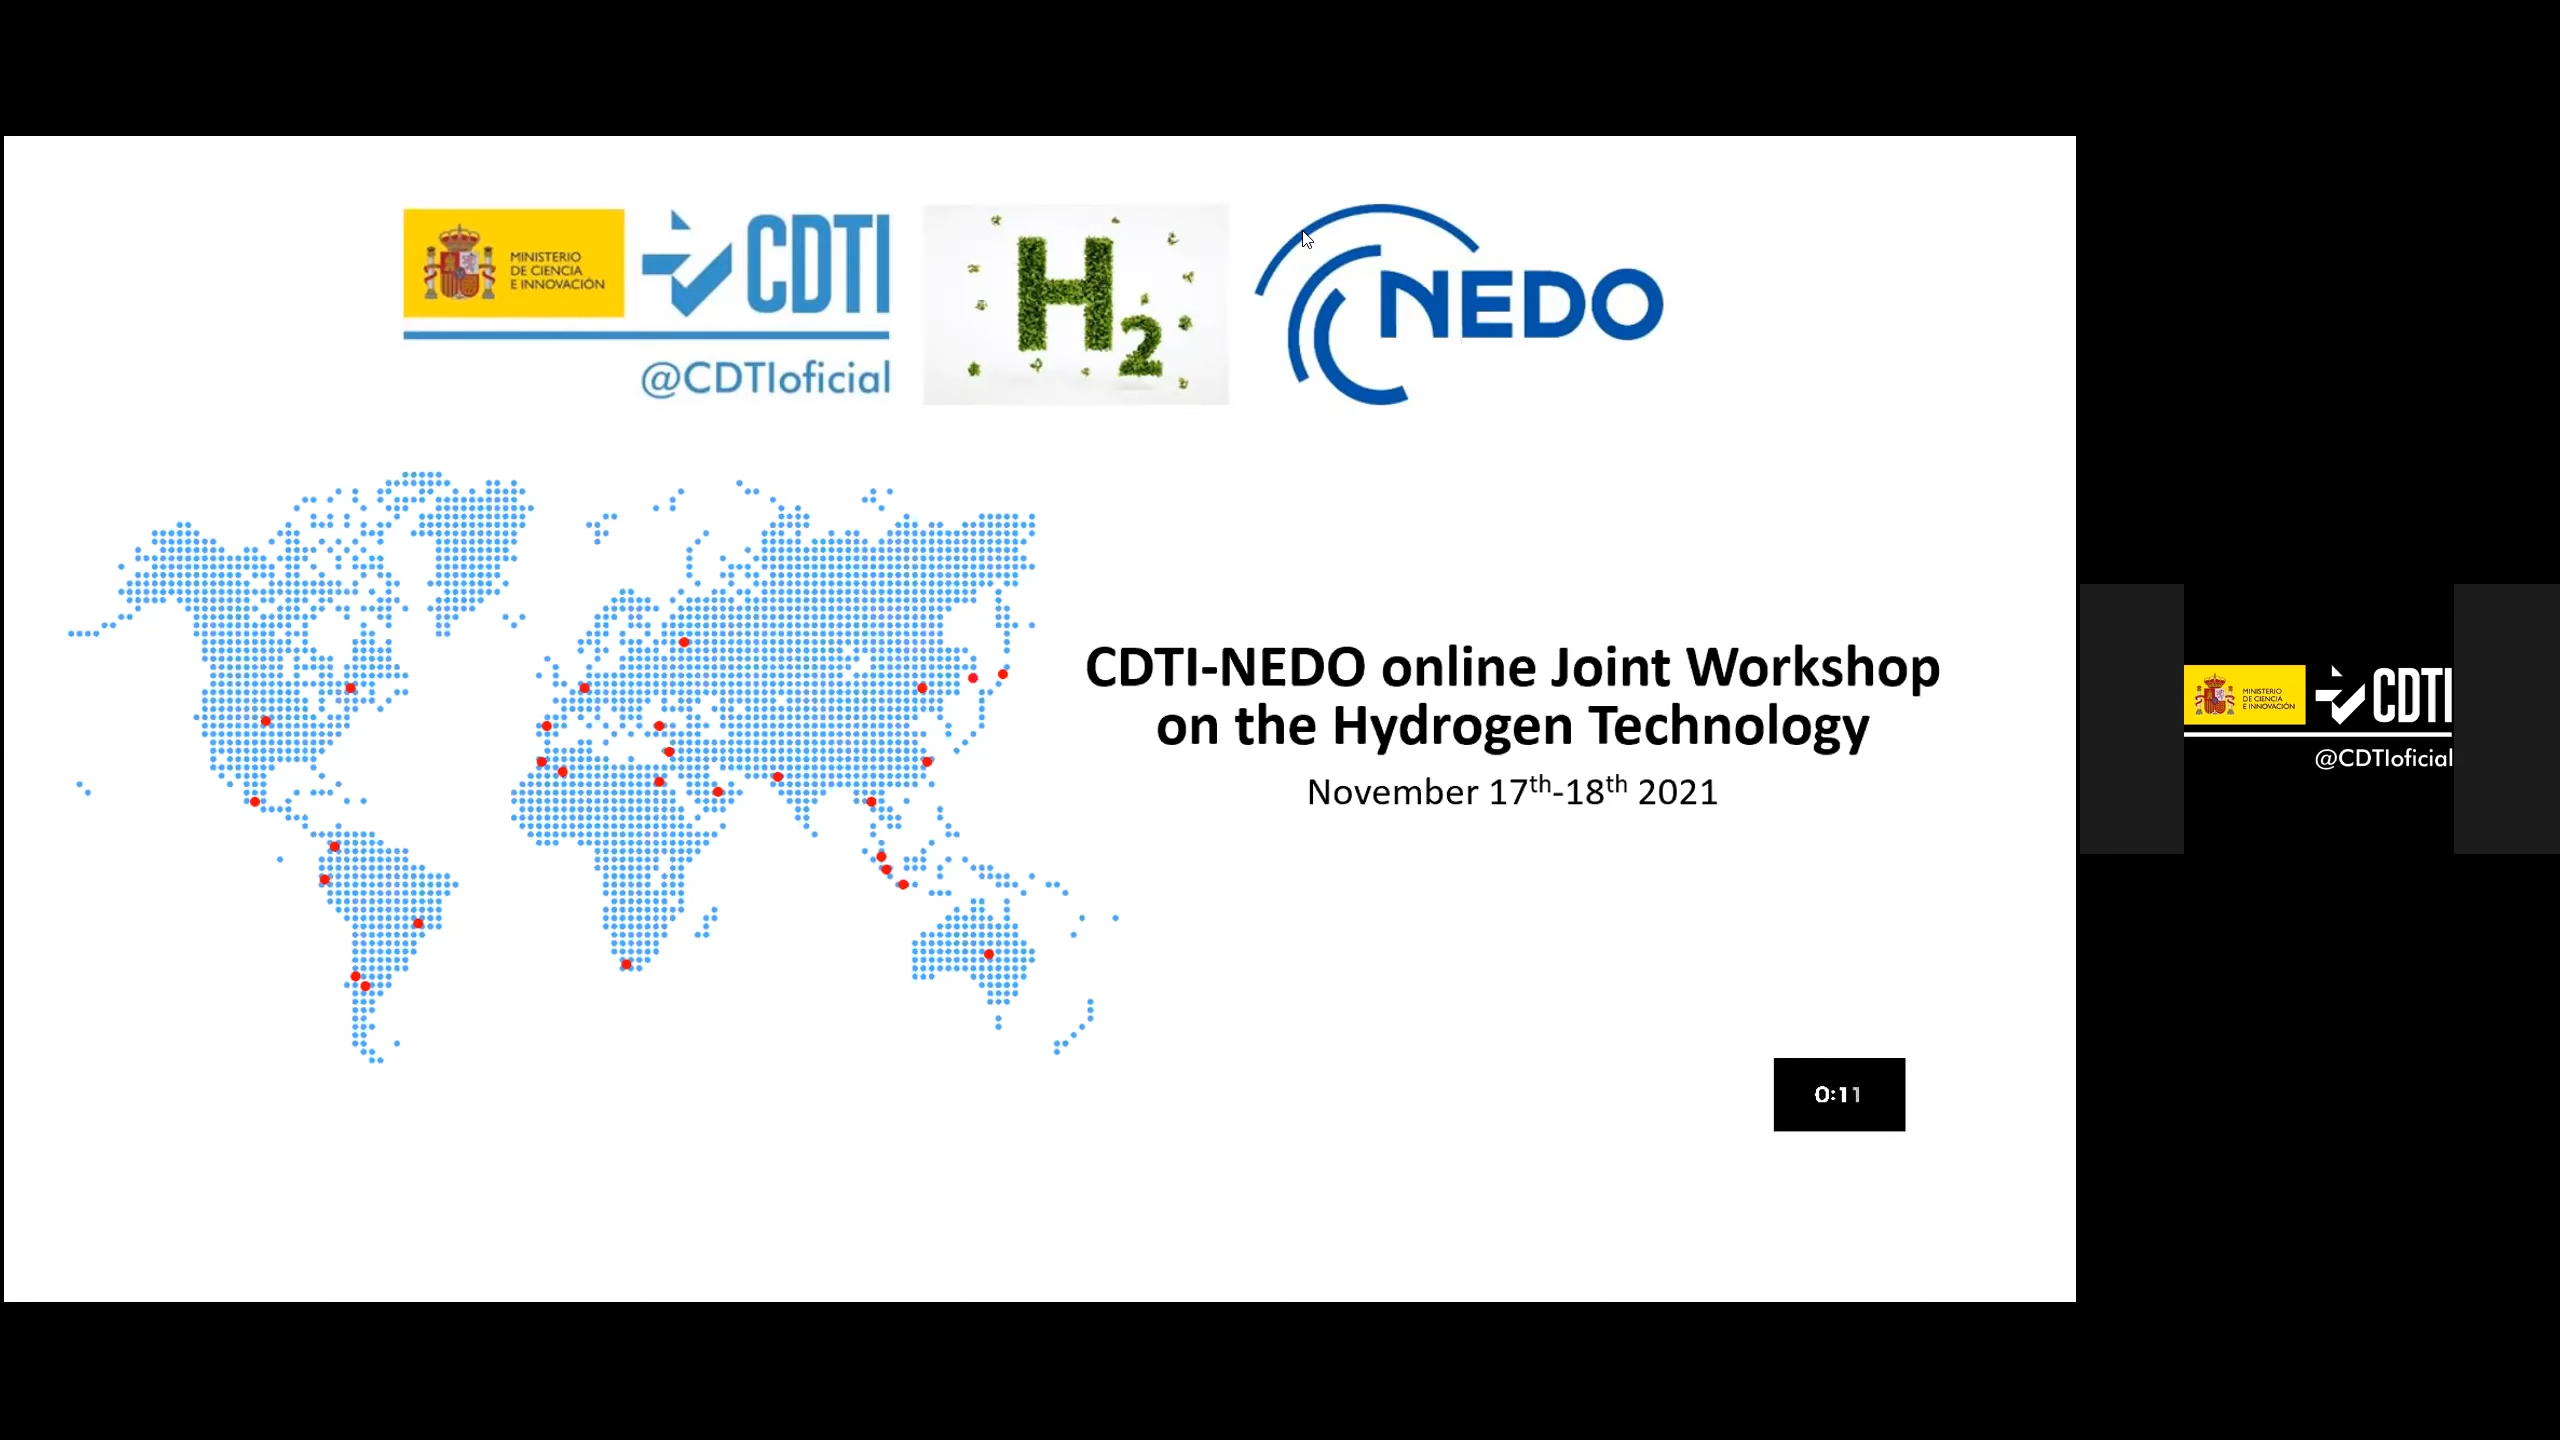 MINISTERIO
DE CIENCIA
E INNOVACIÓN
CDTI
@CDTIoficial
H2
NEDO
CDTI-NEDO online Joint Workshop
on the Hydrogen Technology
November 17th-18th 2021
0:11
MINISTERIO
DE CIENCIA
E INNOVACIÓN
CDTI
@CDTIoficial